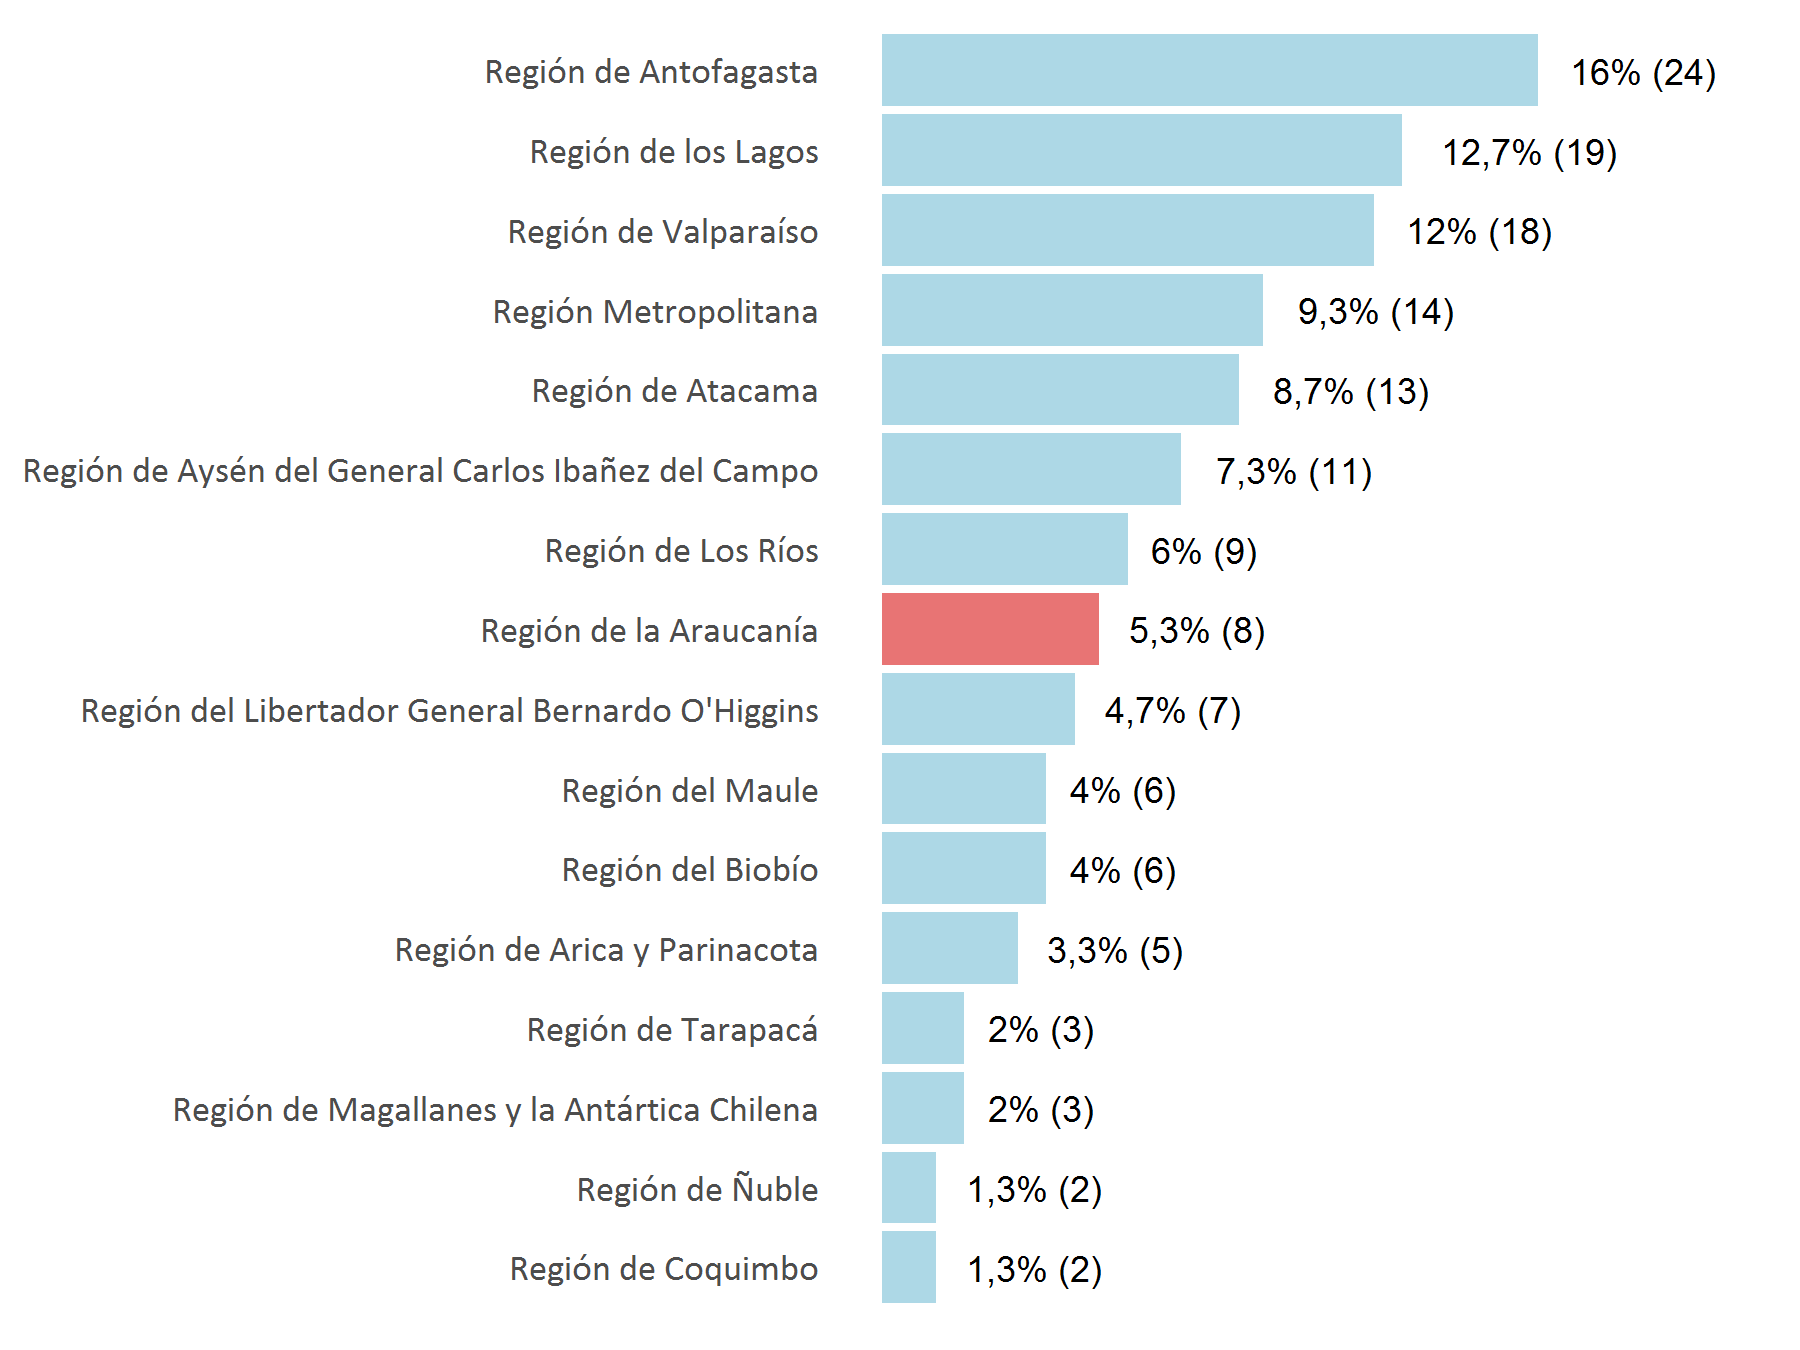 Región de Antofagasta 16% (24)
Región de los Lagos 12,7% (19)
Región de Valparaíso 12% (18)
Región Metropolitana 9,3% (14)
Región de Atacama 8,7% (13)
Región de Aysén del General Carlos Ibañez del Campo 7,3% (11)
Región de Los Ríos 6% (9)
Región de la Araucanía 5,3% (8)
Región del Libertador General Bernardo O'Higgins 4,7% (7)
Región del Maule 4% (6)
Región del Biobío 4% (6)
Región de Arica y Parinacota 3,3% (5)
Región de Tarapacá 2% (3)
Región de Magallanes y la Antártica Chilena 2% (3)
Región de Ñuble 1,3% (2)
Región de Coquimbo 1,3% (2)